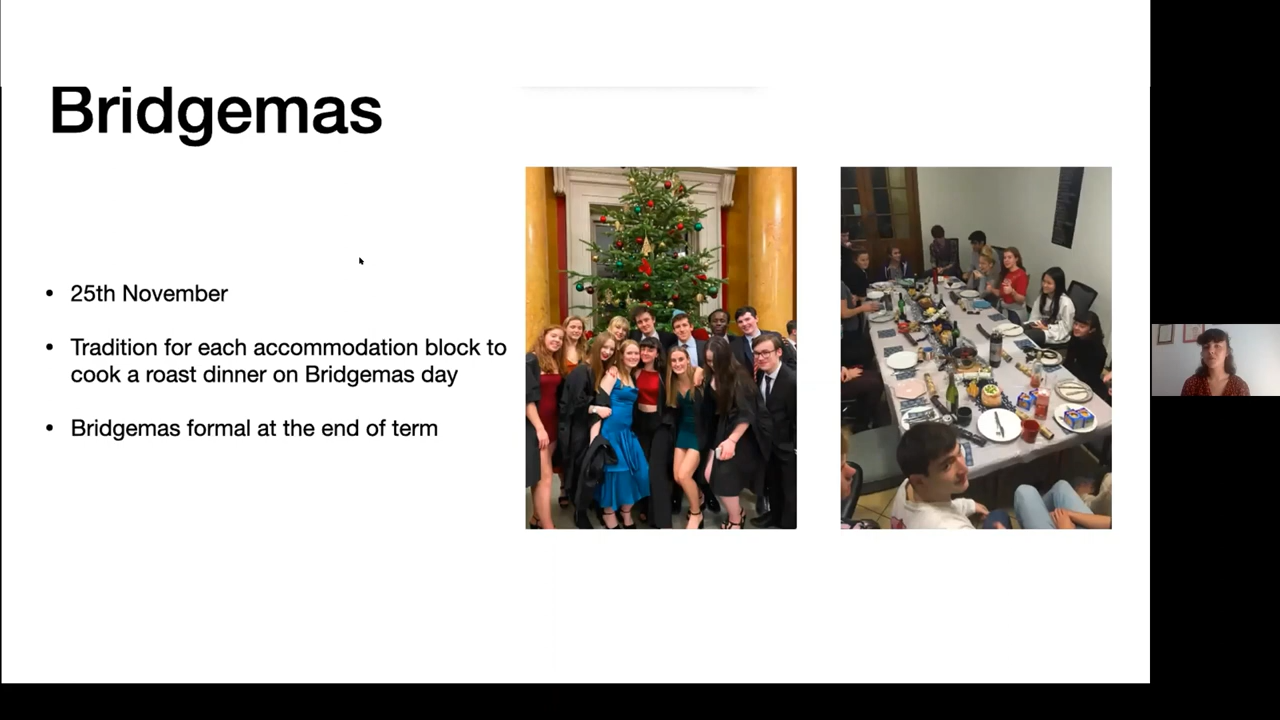 Bridgemas
• 25th November
• Tradition for each accommodation block to
cook a roast dinner on Bridgemas day
• Bridgemas formal at the end of term